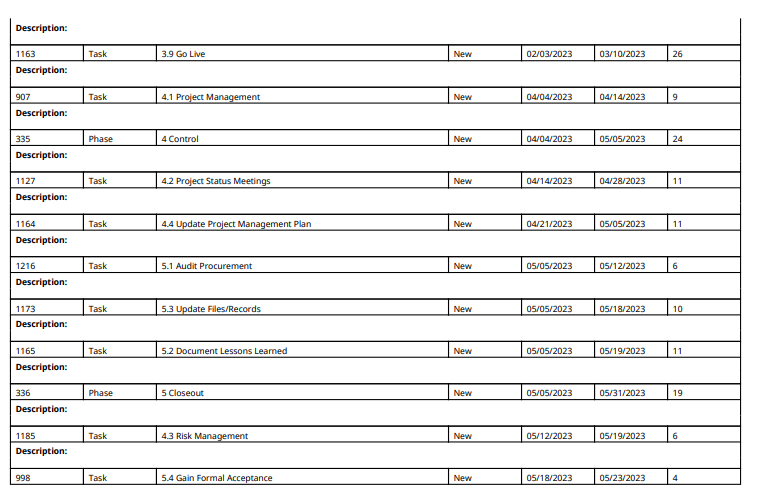 Description:
1163 Task 3.9 Go Live New 02/03/2023 03/10/2023 26
Description:
907 Task 4.1 Project Management New 04/04/2023 04/14/2023 9
Description:
335 Phase 4 Control New 04/04/2023 05/05/2023 24
Description:
1127 Task 4.2 Project Status Meetings New 04/14/2023 04/28/2023 11
Description:
1164 Task 4.4 Update Project Management Plan New 04/21/2023 05/05/2023 11
Description:
1216 Task 5.1 Audit Procurement New 05/05/2023 05/12/2023 6
Description:
1173 Task 5.3 Update Files/Records New 05/05/2023 05/18/2023 10
Description:
1165 Task 5.2 Document Lessons Learned New 05/05/2023 05/19/2023 11
Description:
336 Phase 5 Closeout New 05/05/2023 05/31/2023 19
Description:
1185 Task 4.3 Risk Management New 05/12/2023 05/19/2023 6
Description:
998 Task 5.4 Gain Formal Acceptance New 05/18/2023 05/23/2023 4